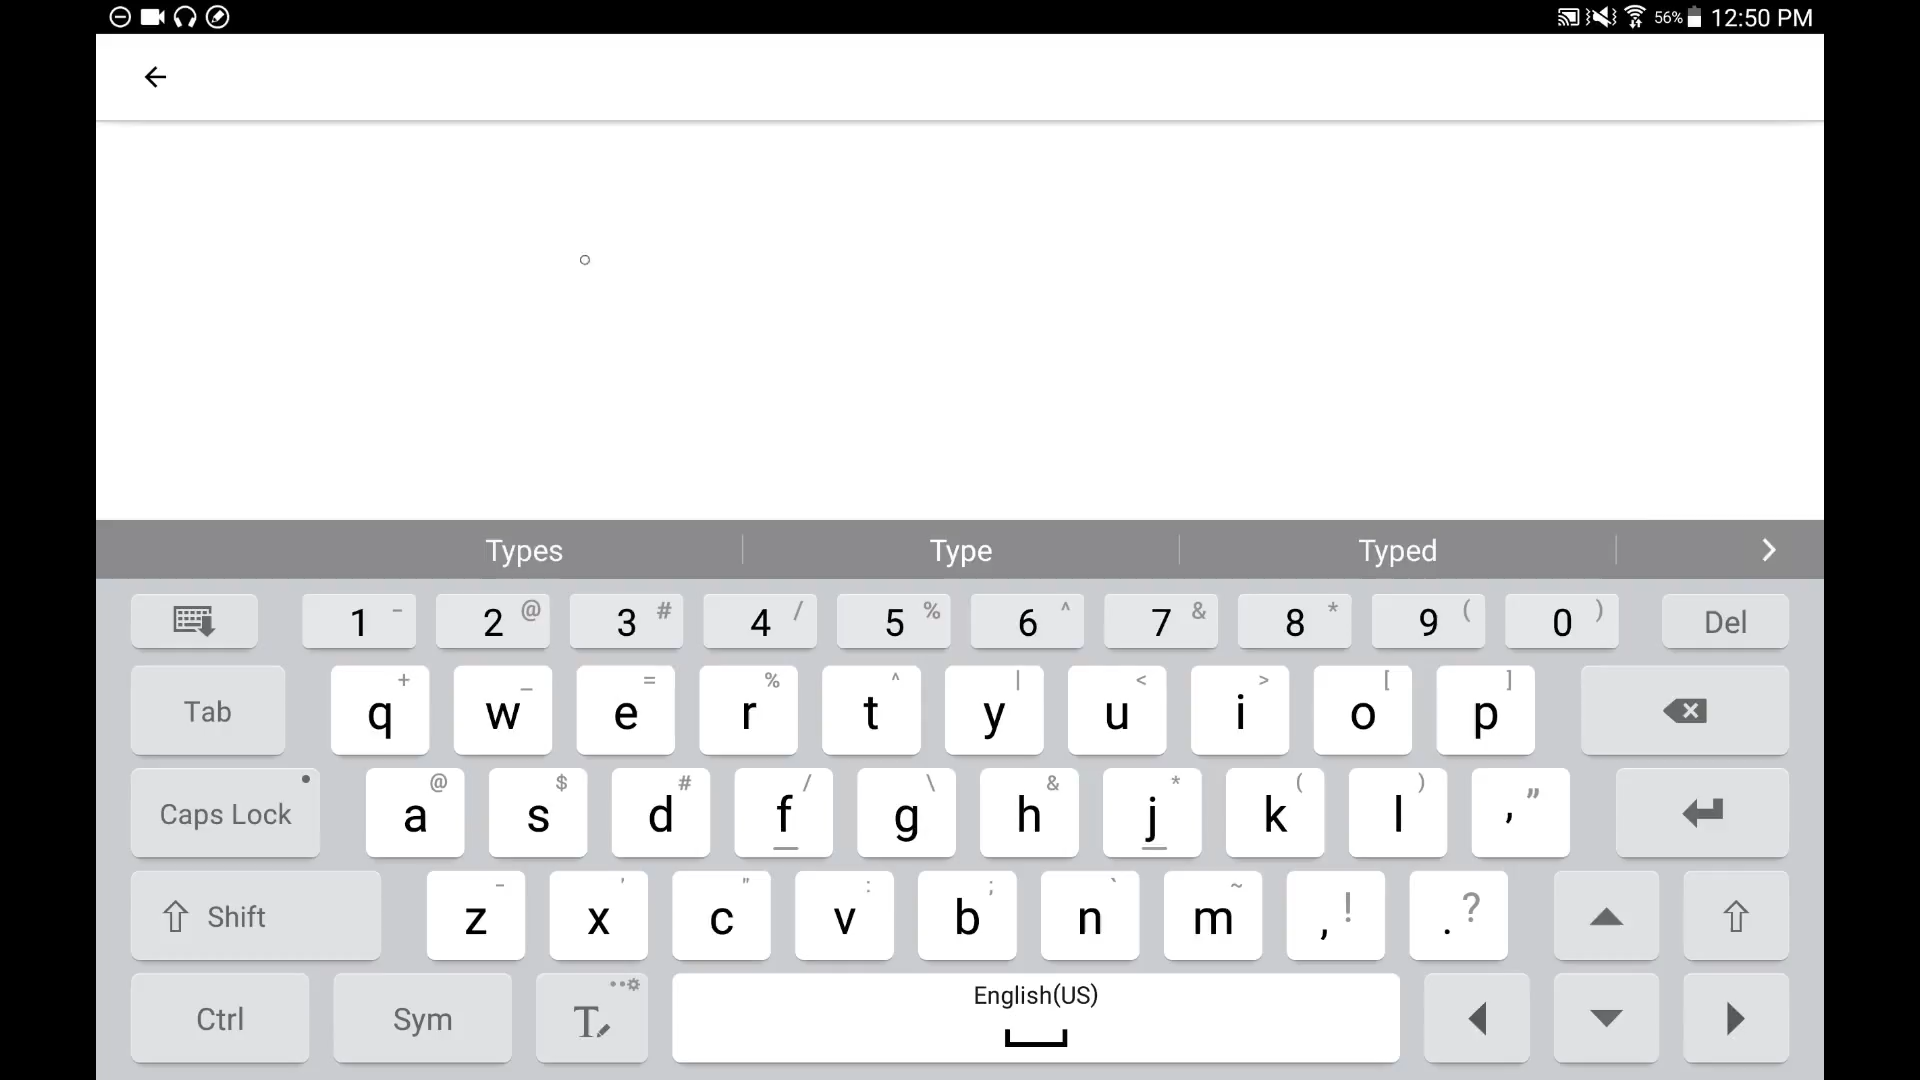 56% 12:50 PM
Types Type Typed
1 - 2 @ 3 # 4 / 5 % 6 ^ 7 & 8 * 9 ( 0 ) Del
Tab q + w _ e = r % t ^ y | u < i > o [ p ]
Caps Lock a @ s $ d # f / g \ h & j * k ( l ) ' "
Shift z - x ' c " v : b ; n ` m ~ , ! . ?
Ctrl Sym T English(US)